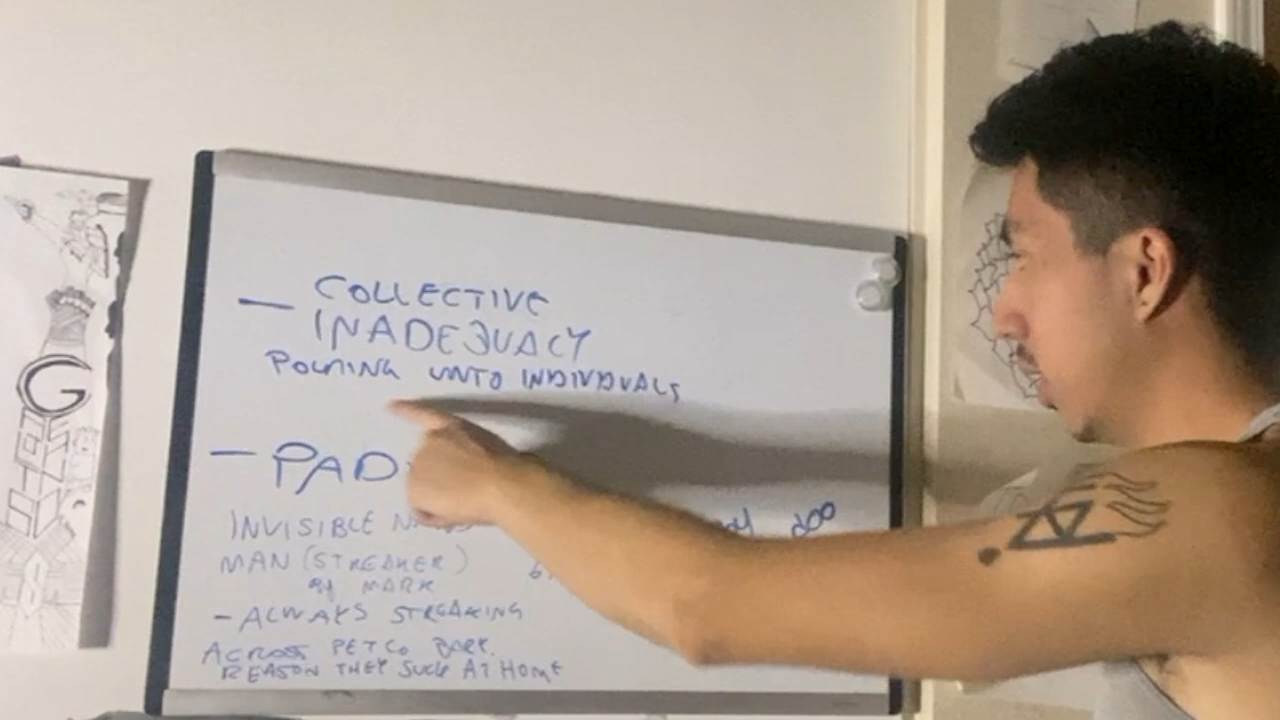 — COLLECTIVE
INADEQUACY
POURING UNTO INDIVIDUALS
— PAD
INVISIBLE
MAN (STREAKER)
BY MARK
- ALWAYS STREAKING
ACROSS PETCO PARK.
REASON THEY SUCK AT HOME
doo
G